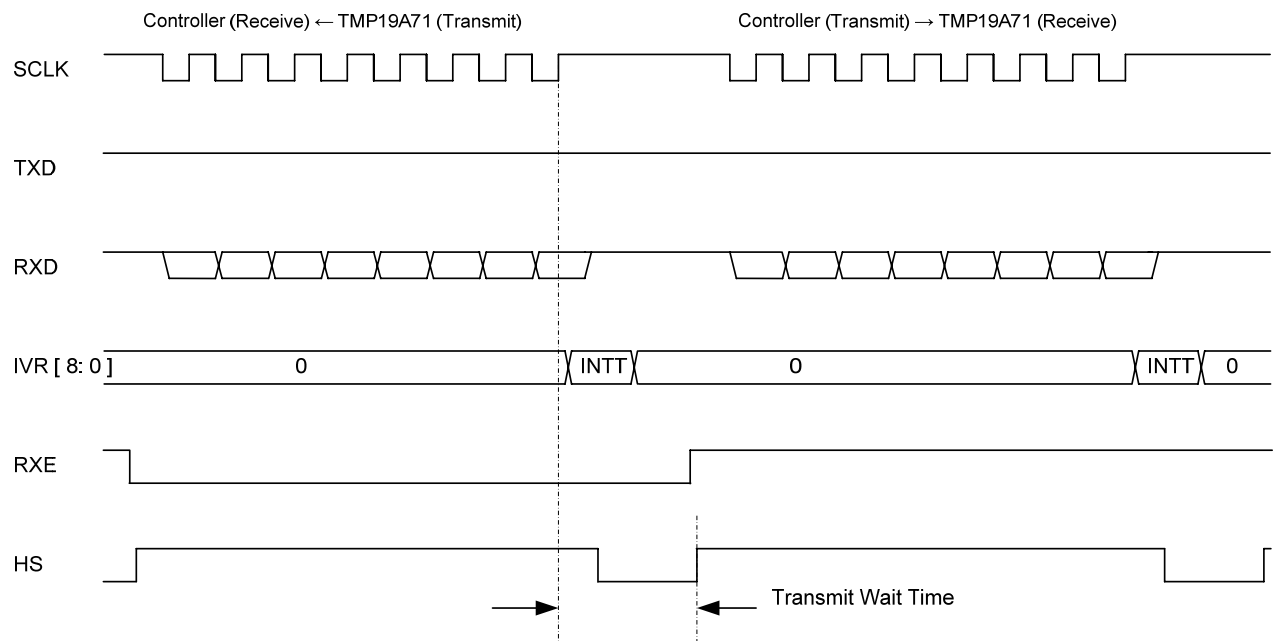 Controller (Receive) ← TMP19A71 (Transmit)
Controller (Transmit) → TMP19A71 (Receive)
SCLK
TXD
RXD
IVR [ 8: 0 ]
0
INTT
0
INTT
0
RXE
HS
Transmit Wait Time